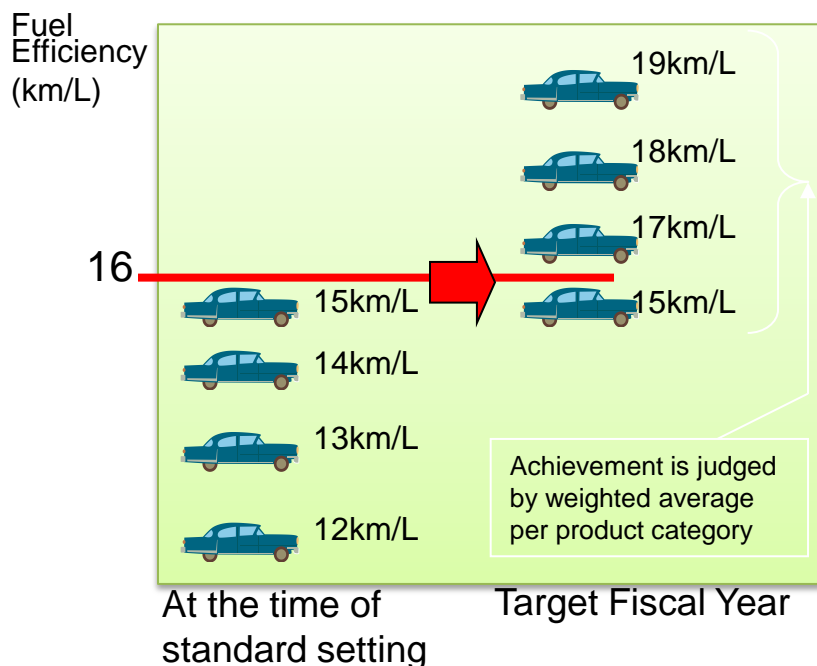 Fuel
Efficiency
(km/L)
19km/L
18km/L
17km/L
16
15km/L
15km/L
14km/L
13km/L
12km/L
Achievement is judged
by weighted average
per product category
At the time of
standard setting
Target Fiscal Year